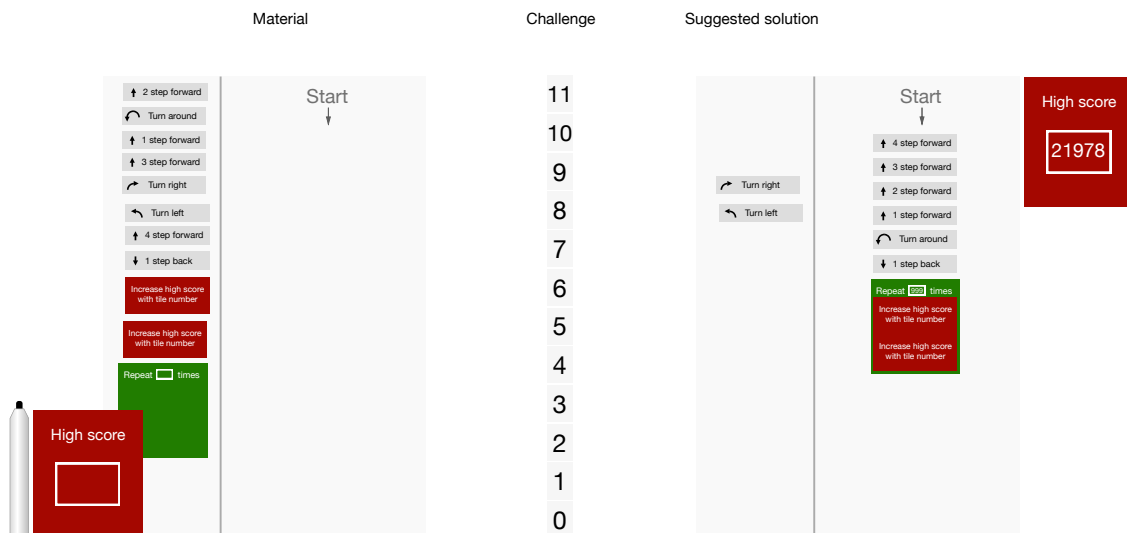 Material
Challenge
Suggested solution
2 step forward
Turn around
1 step forward
3 step forward
Turn right
Turn left
4 step forward
1 step back
Increase high score
with tile number
Increase high score
with tile number
Repeat times
High score
Start
11
10
9
8
7
6
5
4
3
2
1
0
Turn right
Turn left
Start
4 step forward
3 step forward
2 step forward
1 step forward
Turn around
1 step back
Repeat 999 times
Increase high score
with tile number
Increase high score
with tile number
High score
21978